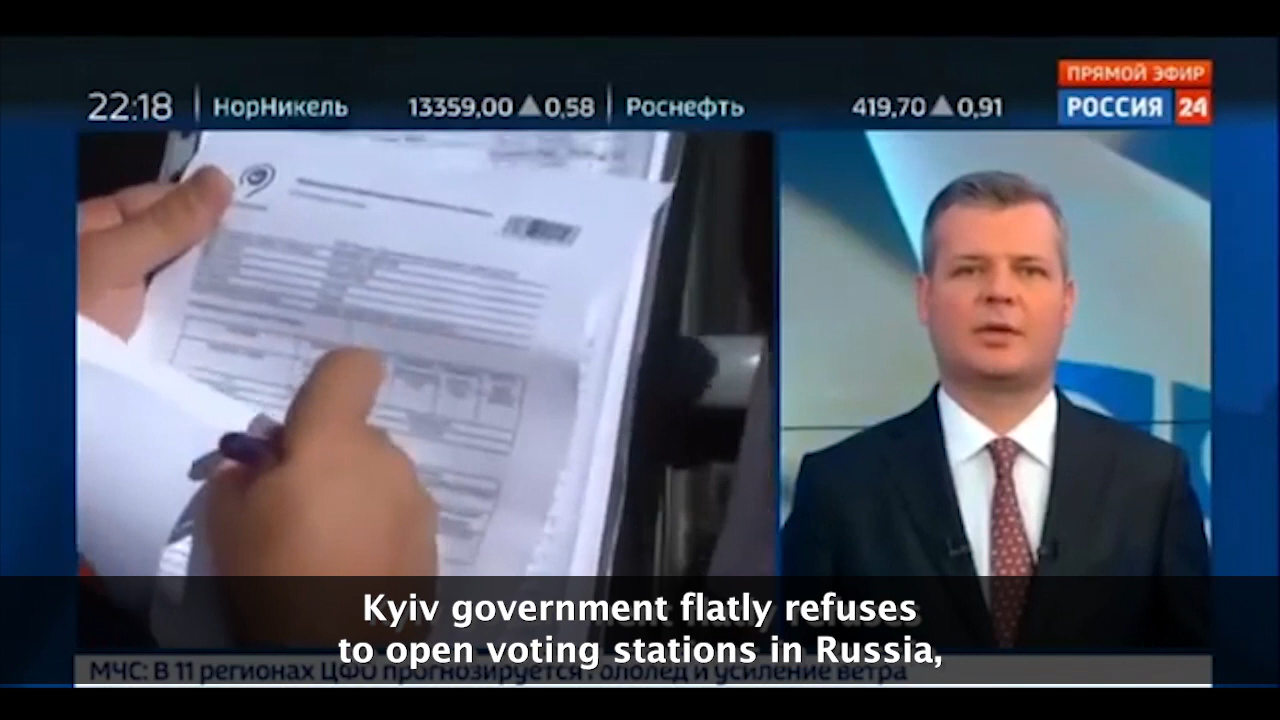 ПРЯМОЙ ЭФИР
22:18 НорНикель 13359,00 ▲ 0,58 Роснефть 419,70 ▲ 0,91 РОССИЯ 24
Kyiv government flatly refuses
to open voting stations in Russia,
МЧС: В 11 регионах ЦФО прогнозируется гололед и усиление ветра